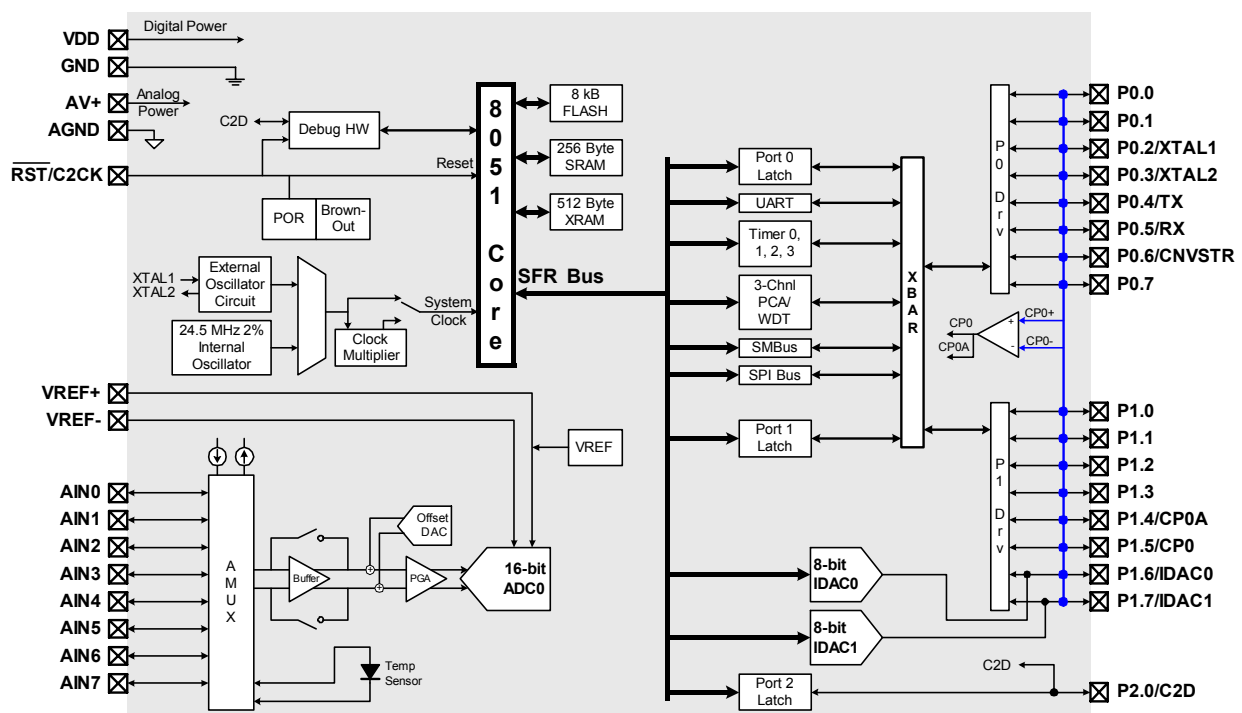 VDD
Digital Power
GND
AV+
Analog
Power
AGND
RST/C2CK
C2D
Debug HW
Reset
POR
Brown-
Out
XTAL1
XTAL2
External
Oscillator
Circuit
24.5 MHz 2%
Internal
Oscillator
Clock
Multiplier
System
Clock
8
0
5
1
C
o
r
e
8 kB
FLASH
256 Byte
SRAM
512 Byte
XRAM
SFR Bus
Port 0
Latch
UART
Timer 0,
1, 2, 3
3-Chnl
PCA/
WDT
SMBus
SPI Bus
Port 1
Latch
X
B
A
R
P
0
D
r
v
CP0
CP0A
+
-
CP0+
CP0-
P
1
D
r
v
P0.0
P0.1
P0.2/XTAL1
P0.3/XTAL2
P0.4/TX
P0.5/RX
P0.6/CNVSTR
P0.7
P1.0
P1.1
P1.2
P1.3
P1.4/CP0A
P1.5/CP0
P1.6/IDAC0
P1.7/IDAC1
P2.0/C2D
VREF+
VREF-
VREF
AIN0
AIN1
AIN2
AIN3
AIN4
AIN5
AIN6
AIN7
A
M
U
X
Buffer
+
+
Offset
DAC
PGA
16-bit
ADC0
Temp
Sensor
8-bit
IDAC0
8-bit
IDAC1
C2D
Port 2
Latch